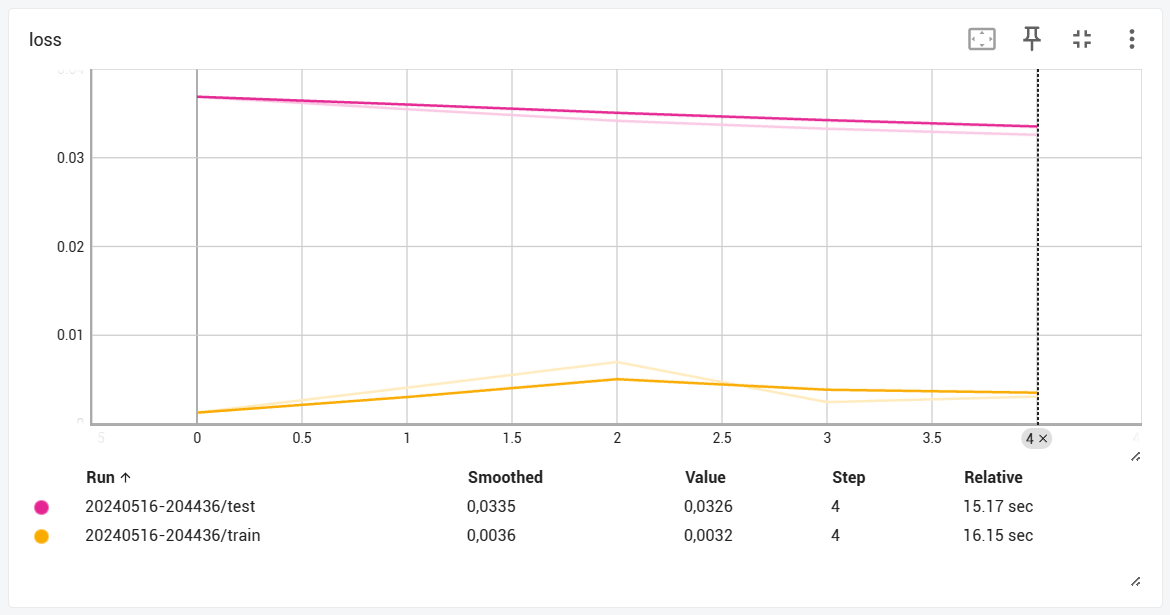 loss
0.03
0.02
0.01
0 0.5 1 1.5 2 2.5 3 3.5 4 ×
Run ↑ Smoothed Value Step Relative
20240516-204436/test 0,0335 0,0326 4 15.17 sec
20240516-204436/train 0,0036 0,0032 4 16.15 sec